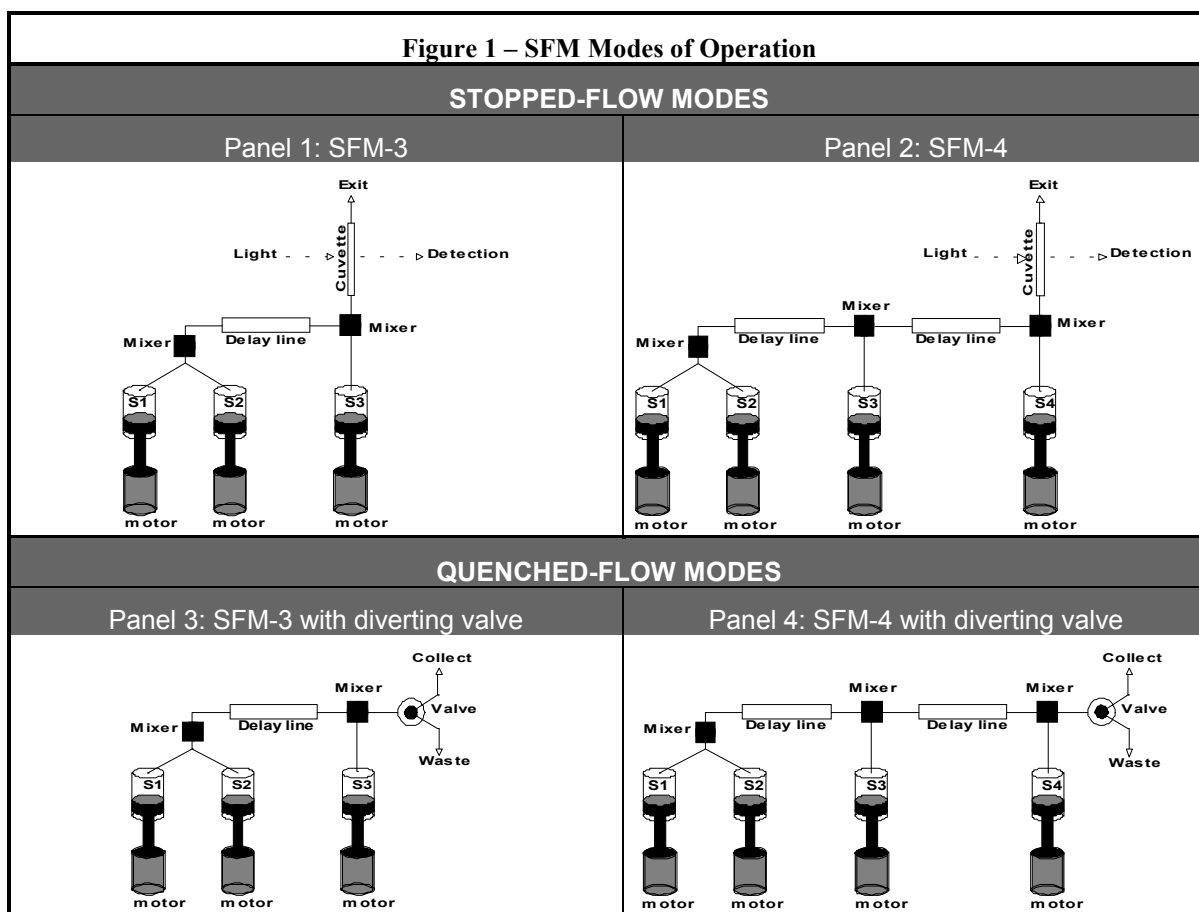 Figure 1 – SFM Modes of Operation
STOPPED-FLOW MODES
Panel 1: SFM-3
Panel 2: SFM-4
Exit
Light
Cuvette
Detection
Mixer
Delay line
Mixer
S1 S2 S3
motor motor motor
Exit
Light
Cuvette
Detection
Mixer
Mixer
Delay line
Delay line
Mixer
S1 S2 S3 S4
motor motor motor motor
QUENCHED-FLOW MODES
Panel 3: SFM-3 with diverting valve
Panel 4: SFM-4 with diverting valve
Collect
Mixer
Valve
Mixer
Delay line
Waste
S1 S2 S3
motor motor motor
Collect
Mixer
Mixer
Valve
Mixer
Delay line
Delay line
Waste
S1 S2 S3 S4
motor motor motor motor